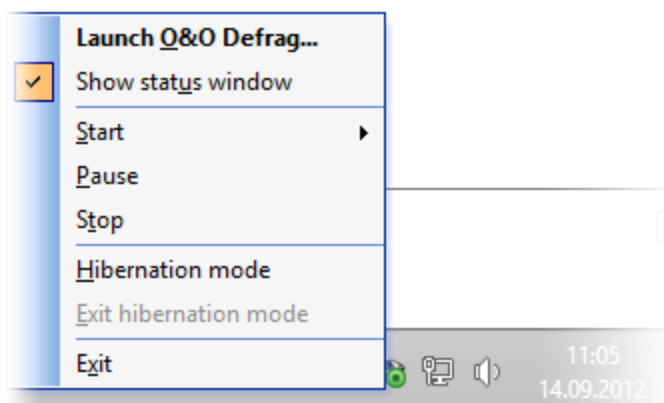 Launch O&O Defrag...
Show status window
Start
Pause
Stop
Hibernation mode
Exit hibernation mode
Exit
11:05
14.09.2012